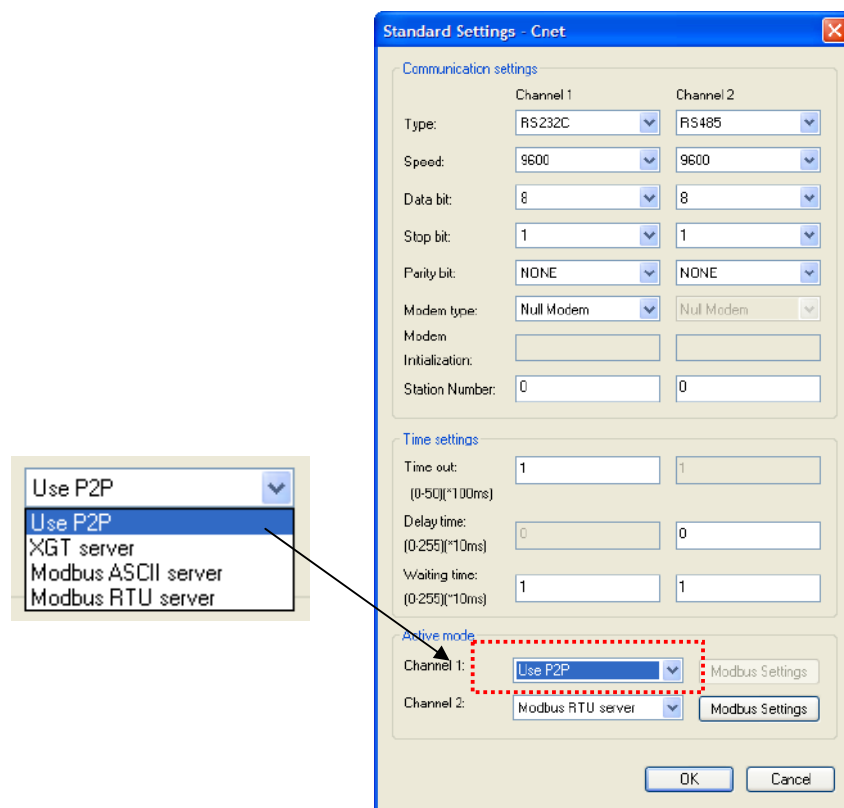 Standard Settings - Cnet
Communication settings
Channel 1 Channel 2
Type: RS232C RS485
Speed: 9600 9600
Data bit: 8 8
Stop bit: 1 1
Parity bit: NONE NONE
Modem type: Null Modem Null Modem
Modem
Initialization:
Station Number: 0 0
Time settings
Time out: 1 1
(0-50)(*100ms)
Delay time: 0 0
(0-255)(*10ms)
Waiting time: 1 1
(0-255)(*10ms)
Active mode
Channel 1: Use P2P Modbus Settings
Channel 2: Modbus RTU server Modbus Settings
OK Cancel
Use P2P
Use P2P
XGT server
Modbus ASCII server
Modbus RTU server